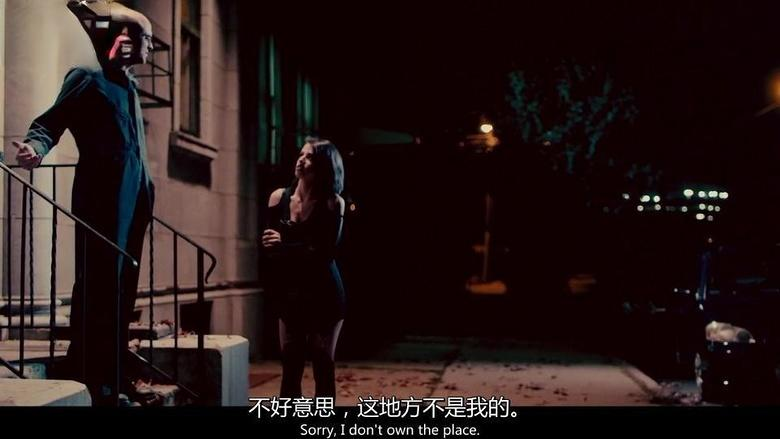 不好意思，这地方不是我的。
Sorry, I don't own the place.